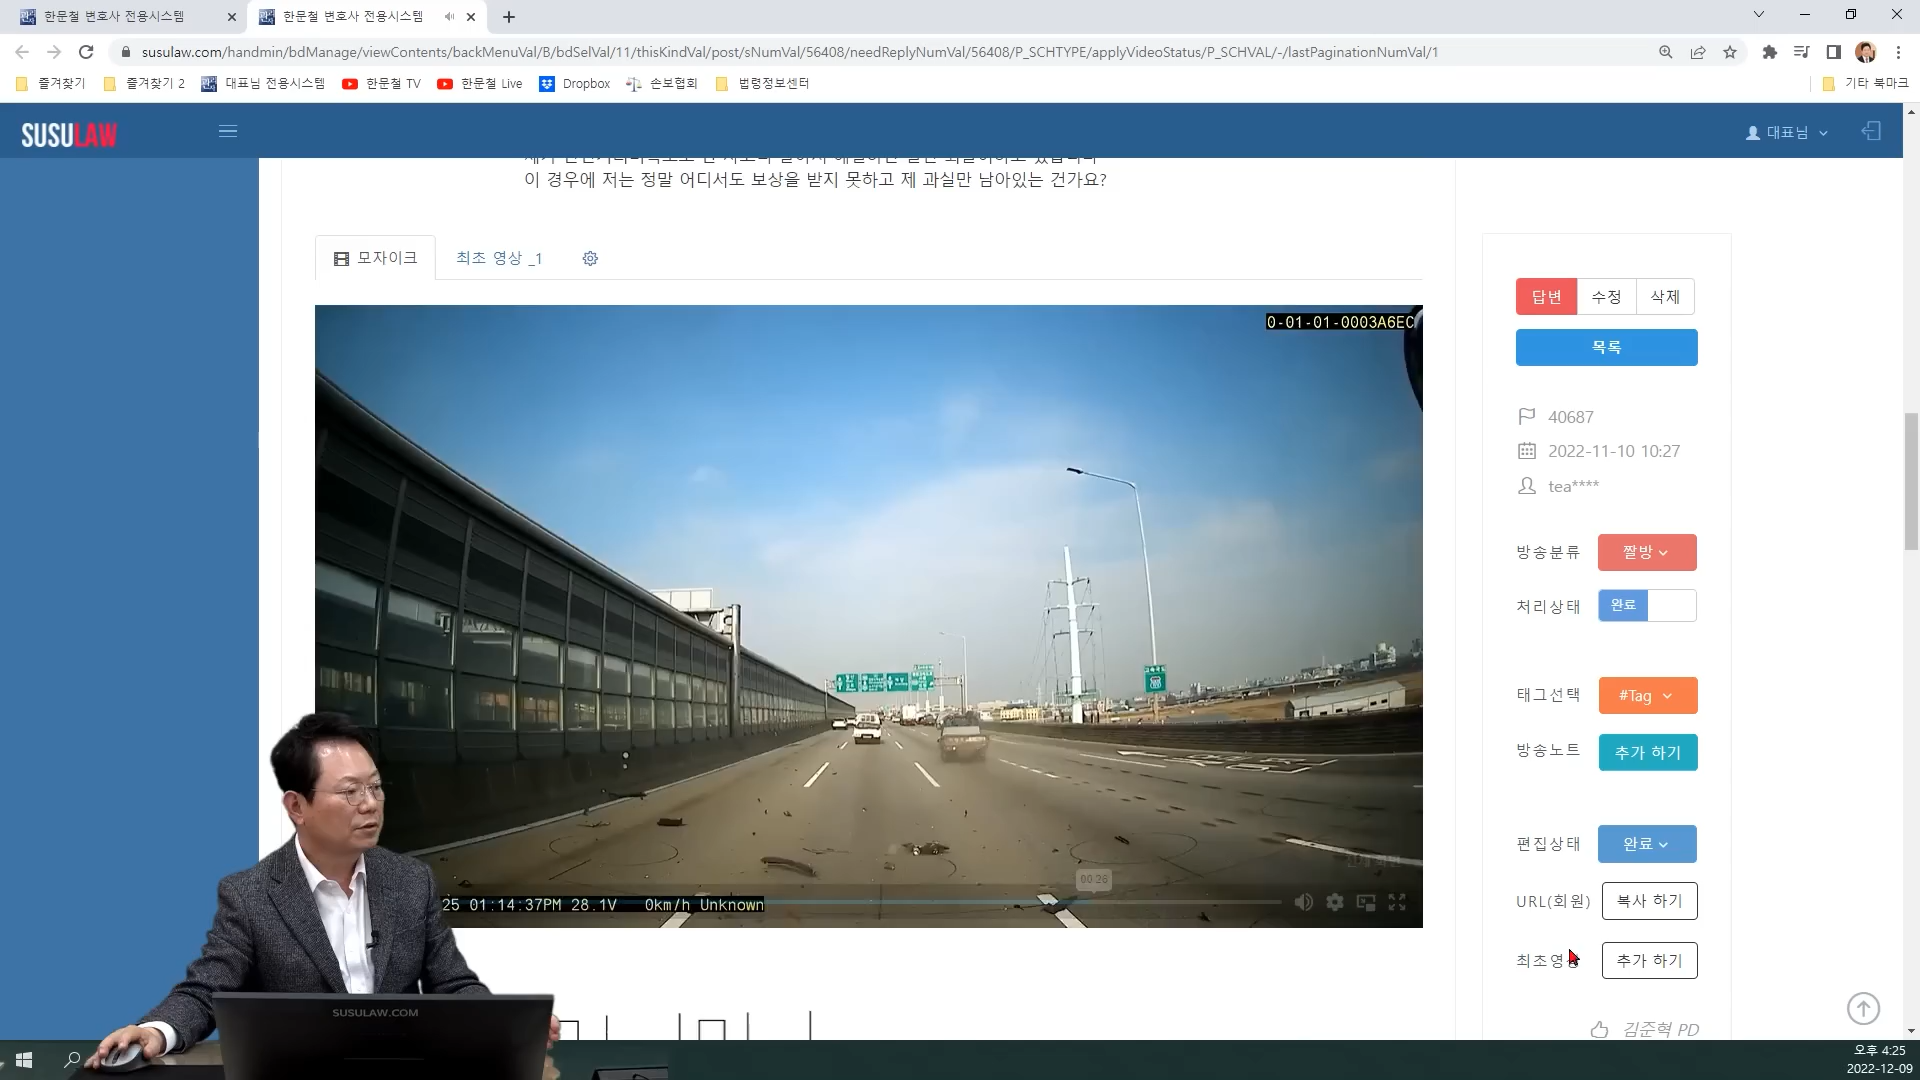 한문철 변호사 전용시스템
한문철 변호사 전용시스템
susulaw.com/handmin/bdManage/viewContents/backMenuVal/B/bdSelVal/11/thisKindVal/post/sNumVal/56408/needReplyNumVal/56408/P_SCHTYPE/applyVideoStatus/P_SCHVAL/-/lastPaginationNumVal/1
즐겨찾기
즐겨찾기 2
대표님 전용시스템
한문철 TV
한문철 Live
Dropbox
손보협회
법령정보센터
기타 북마크
SUSULAW
대표님
이 경우에 저는 정말 어디서도 보상을 받지 못하고 제 과실만 남아있는 건가요?
모자이크
최초 영상 _1
0-01-01-0003A6EC
답변
수정
삭제
목록
40687
2022-11-10 10:27
tea****
방송분류
짤방
처리상태
완료
태그선택
#Tag
방송노트
추가 하기
편집상태
완료
00:26
25 01:14:37PM 28.1V 0km/h Unknown
URL(회원)
복사 하기
최초영상
추가 하기
SUSULAW.COM
김준혁 PD
오후 4:25
2022-12-09